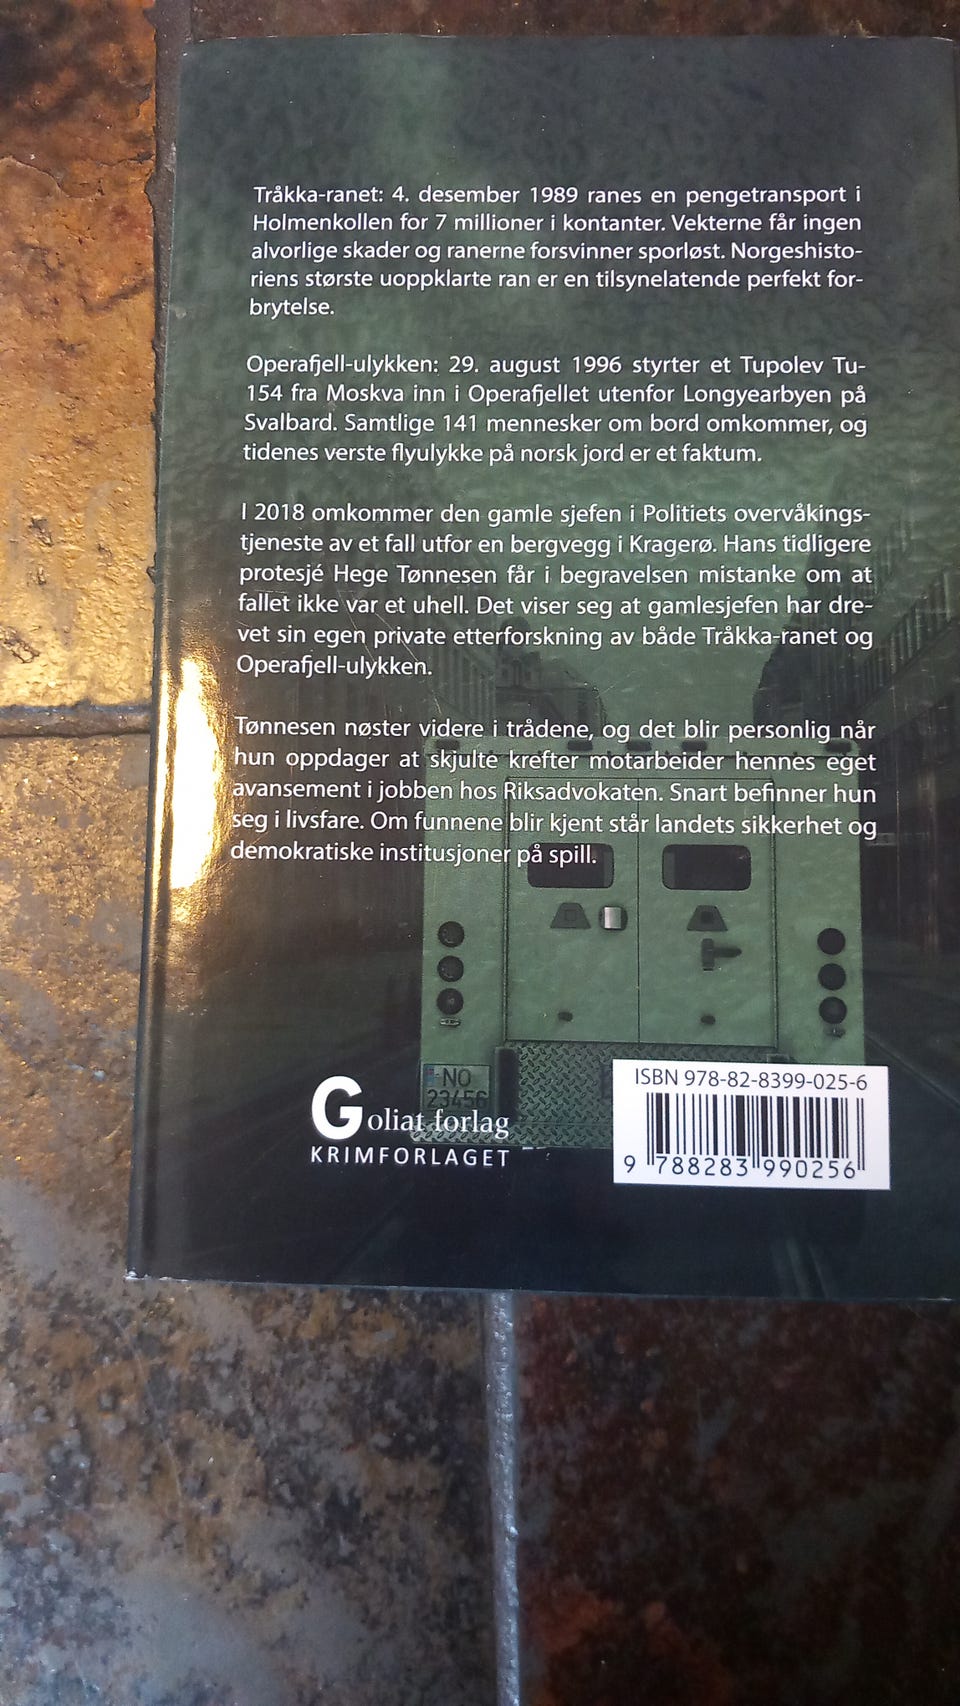 Tråkka-ranet: 4. desember 1989 ranes en pengetransport i
Holmenkollen for 7 millioner i kontanter. Vekterne får ingen
alvorlige skader og ranerne forsvinner sporløst. Norgeshisto-
riens største uoppklarte ran er en tilsynelatende perfekt for-
brytelse.
Operafjell-ulykken: 29. august 1996 styrter et Tupolev Tu-
154 fra Moskva inn i Operafjellet utenfor Longyearbyen på
Svalbard. Samtlige 141 mennesker om bord omkommer, og
tidenes verste flyulykke på norsk jord er et faktum.
I 2018 omkommer den gamle sjefen i Politiets overvåkings-
tjeneste av et fall utfor en bergvegg i Kragerø. Hans tidligere
protesjé Hege Tønnesen får i begravelsen mistanke om at
fallet ikke var et uhell. Det viser seg at gamlesjefen har dre-
vet sin egen private etterforskning av både Tråkka-ranet og
Operafjell-ulykken.
Tønnesen nøster videre i trådene, og det blir personlig når
hun oppdager at skjulte krefter motarbeider hennes eget
avansement i jobben hos Riksadvokaten. Snart befinner hun
seg i livsfare. Om funnene blir kjent står landets sikkerhet og
demokratiske institusjoner på spill.
NO
23456
Goliat forlag
KRIMFORLAGET
ISBN 978-82-8399-025-6
9 788283 990256